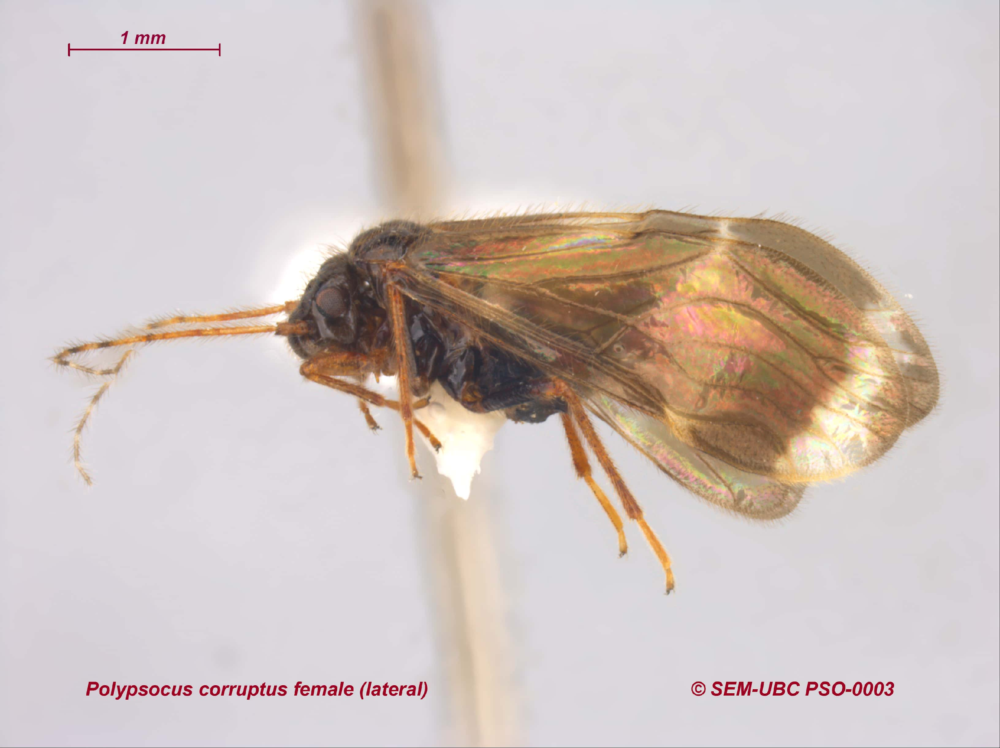 1 mm
Polypsocus corruptus female (lateral)
© SEM-UBC PSO-0003